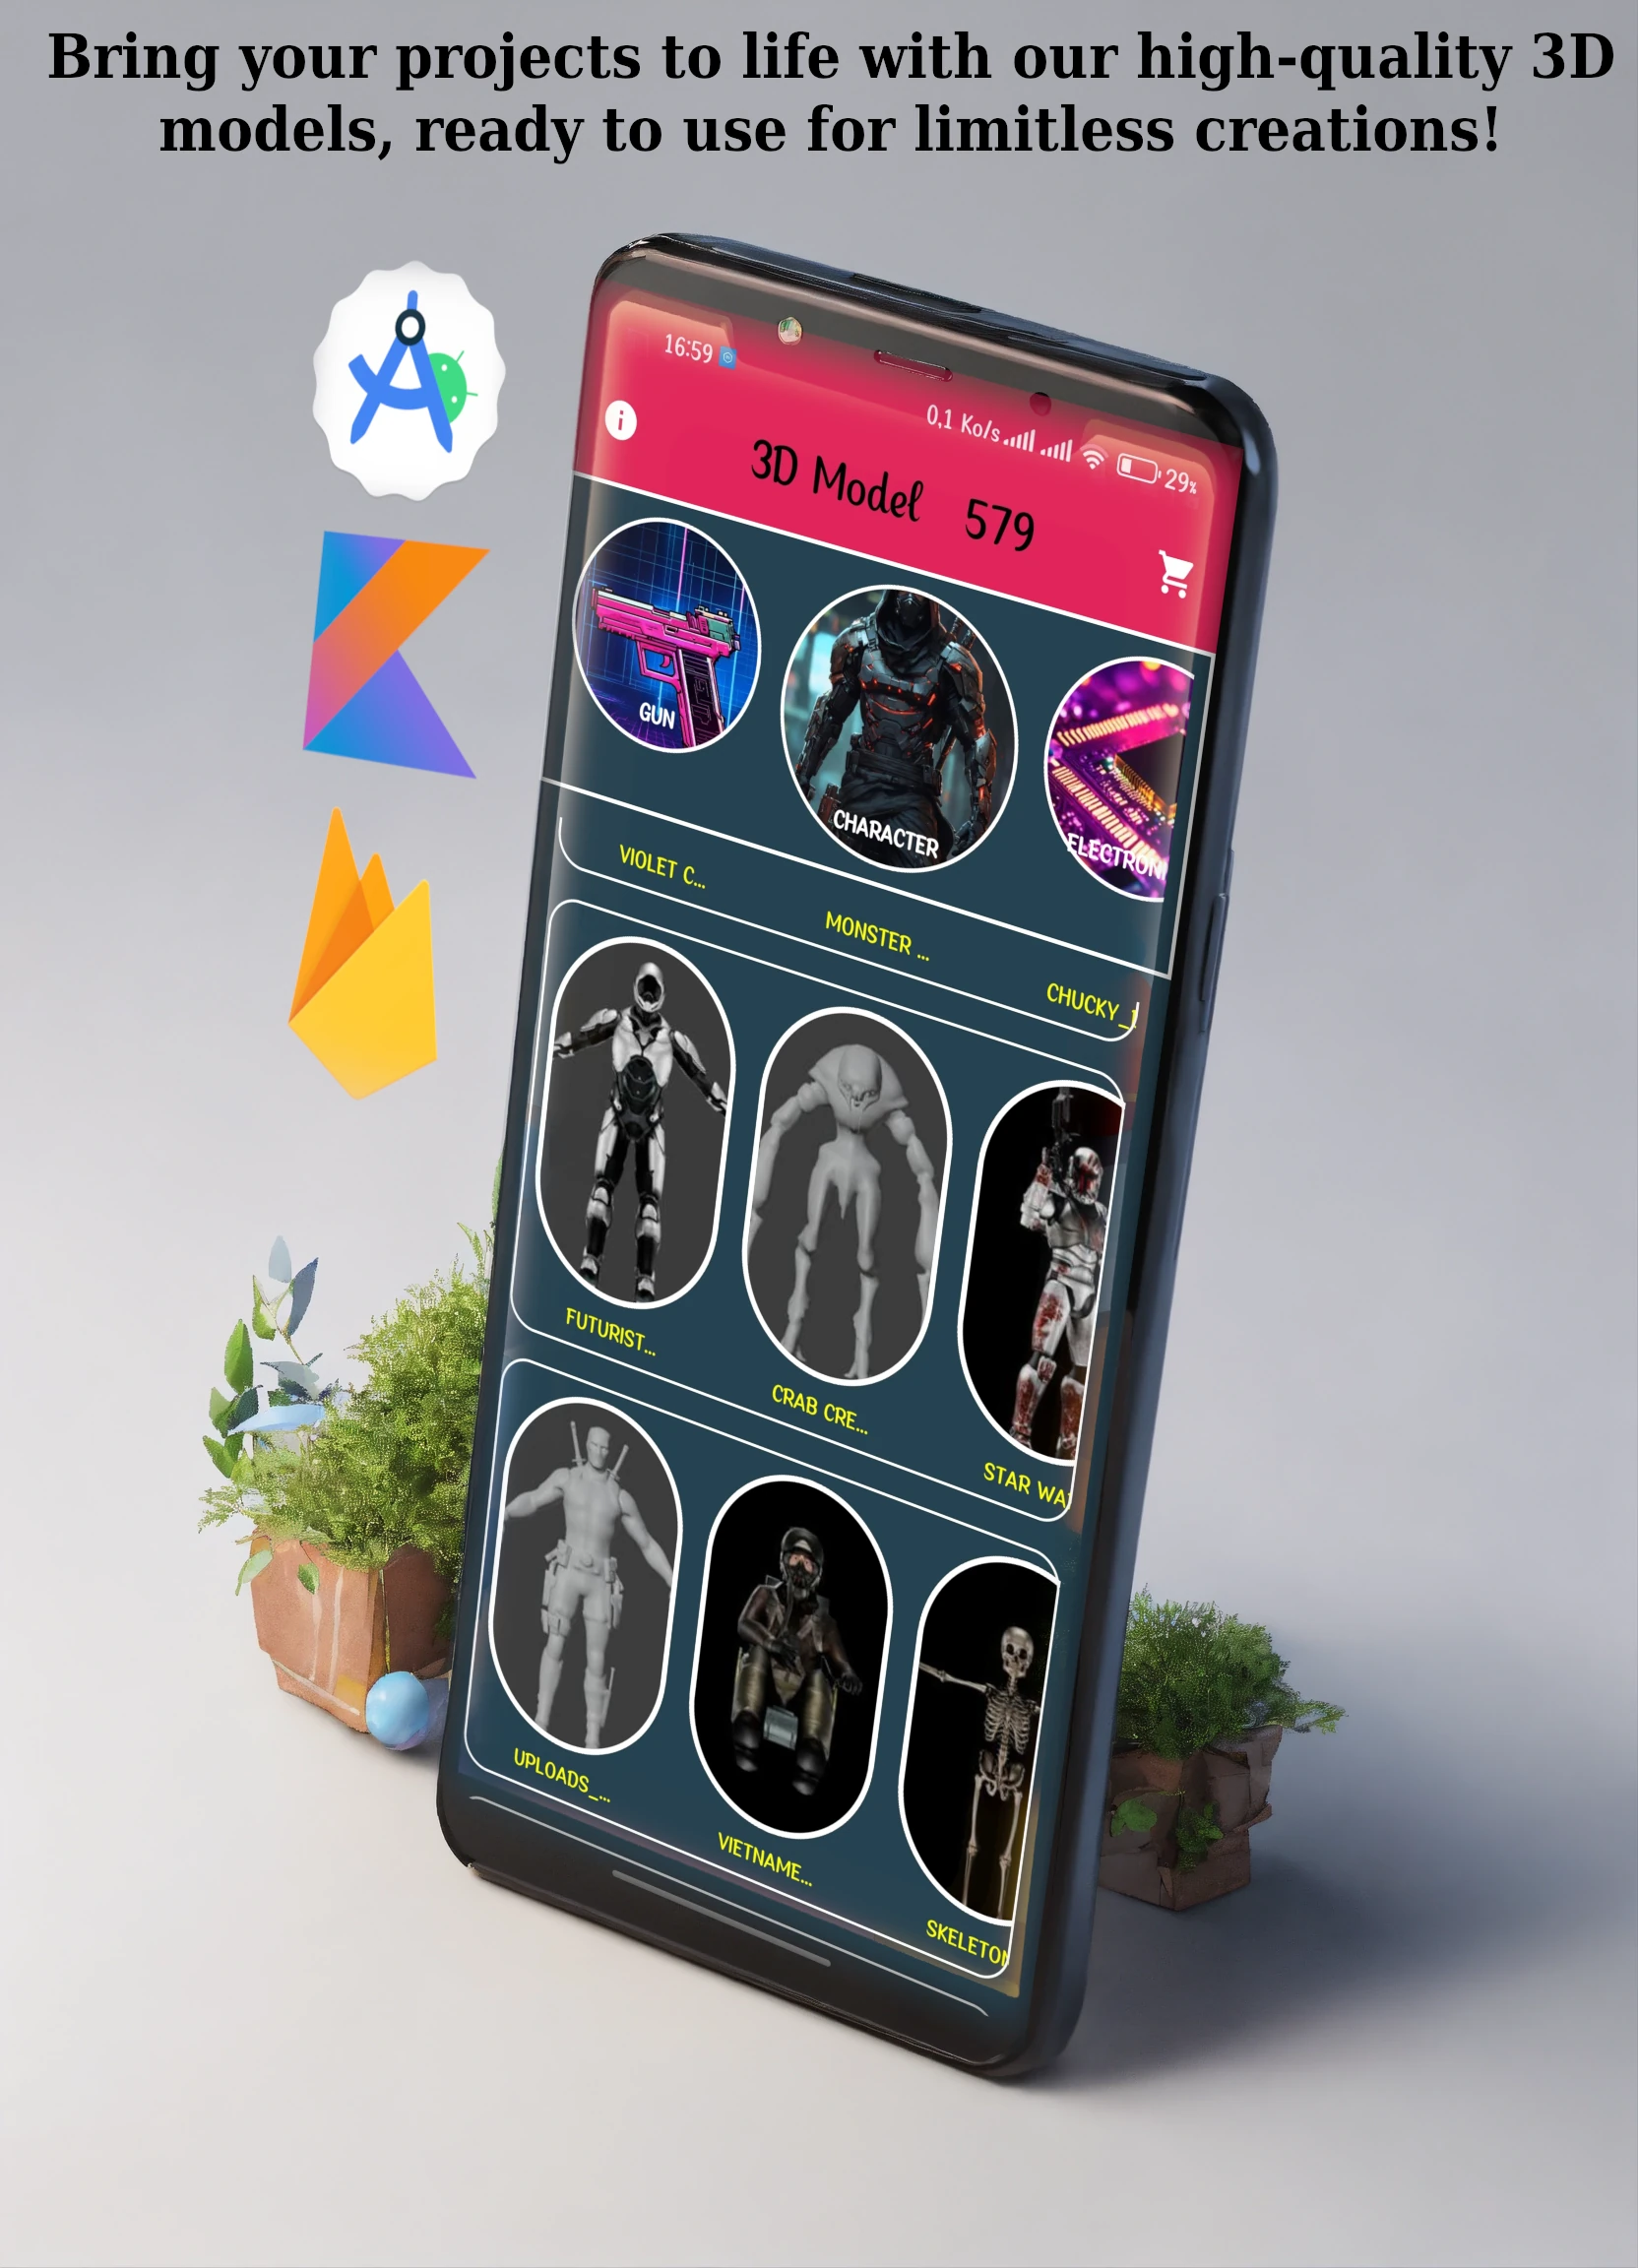 Bring your projects to life with our high-quality 3D
models, ready to use for limitless creations!
16:59
0,1 Ko/s
29%
3D Model 579
GUN
CHARACTER
VIOLET C...
MONSTER ...
CHUCKY_
FUTURIST...
CRAB CRE...
STAR WA
UPLOADS_...
VIETNAME...
SKELETON